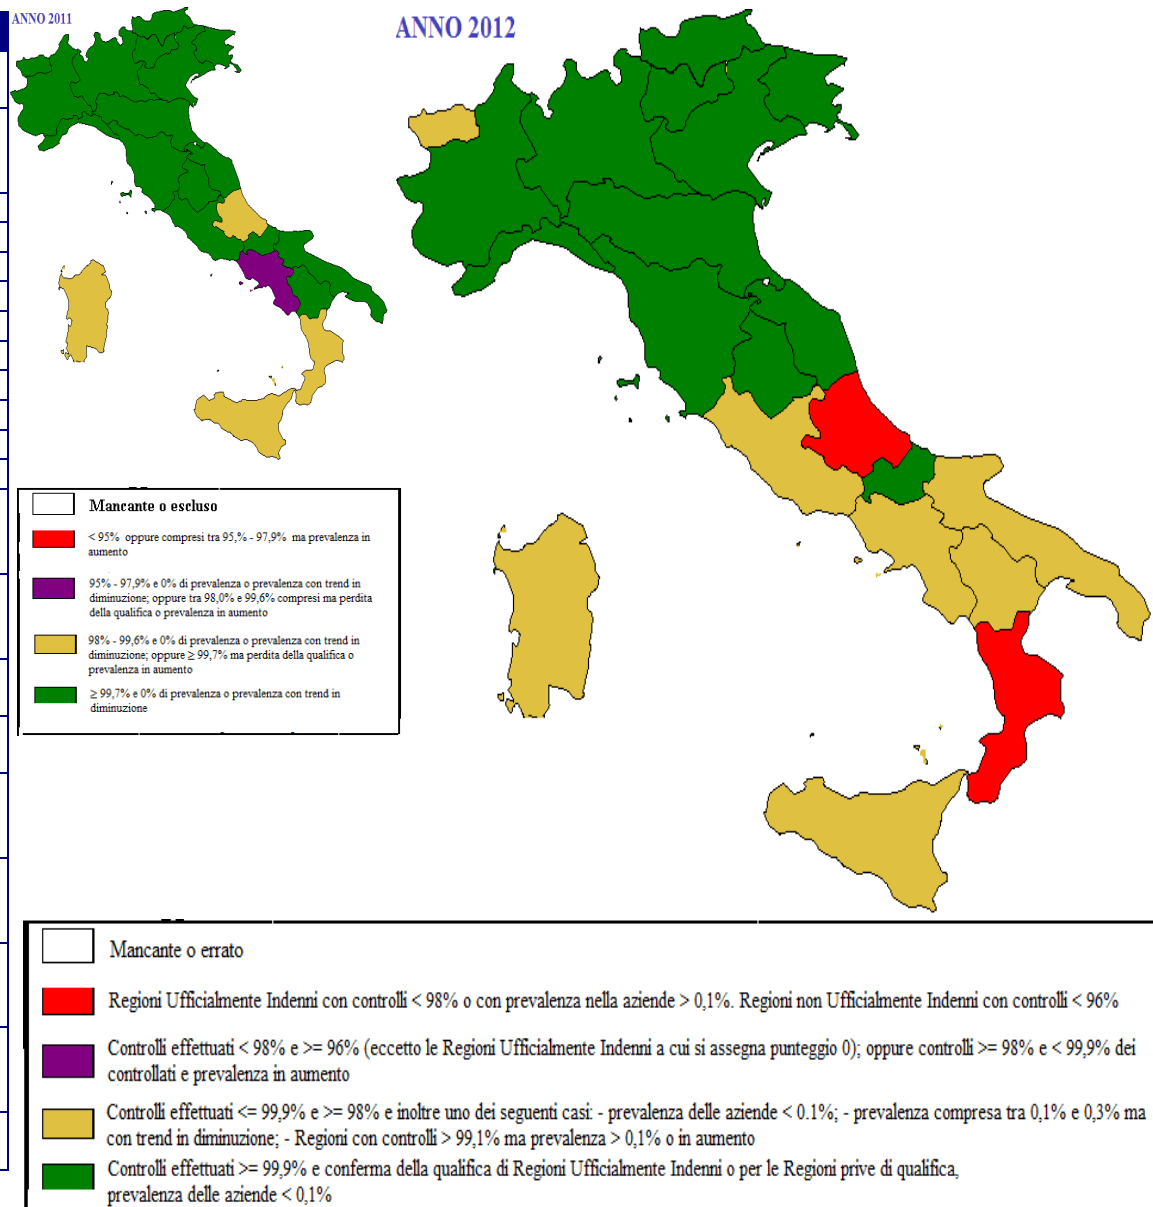 ANNO 2011
ANNO 2012
Mancante o escluso
< 95% oppure compresi tra 95,% - 97,9% ma prevalenza in
aumento
95% - 97,9% e 0% di prevalenza o prevalenza con trend in
diminuzione; oppure tra 98,0% e 99,6% compresi ma perdita
della qualifica o prevalenza in aumento
98% - 99,6% e 0% di prevalenza o prevalenza con trend in
diminuzione; oppure ≥ 99,7% ma perdita della qualifica o
prevalenza in aumento
≥ 99,7% e 0% di prevalenza o prevalenza con trend in
diminuzione
Mancante o errato
Regioni Ufficialmente Indenni con controlli < 98% o con prevalenza nella aziende > 0,1%. Regioni non Ufficialmente Indenni con controlli < 96%
Controlli effettuati < 98% e >= 96% (eccetto le Regioni Ufficialmente Indenni a cui si assegna punteggio 0); oppure controlli >= 98% e < 99,9% dei
controllati e prevalenza in aumento
Controlli effettuati <= 99,9% e >= 98% e inoltre uno dei seguenti casi: - prevalenza delle aziende < 0.1%; - prevalenza compresa tra 0,1% e 0,3% ma
con trend in diminuzione; - Regioni con controlli > 99,1% ma prevalenza > 0,1% o in aumento
Controlli effettuati >= 99,9% e conferma della qualifica di Regioni Ufficialmente Indenni o per le Regioni prive di qualifica,
prevalenza delle aziende < 0,1%